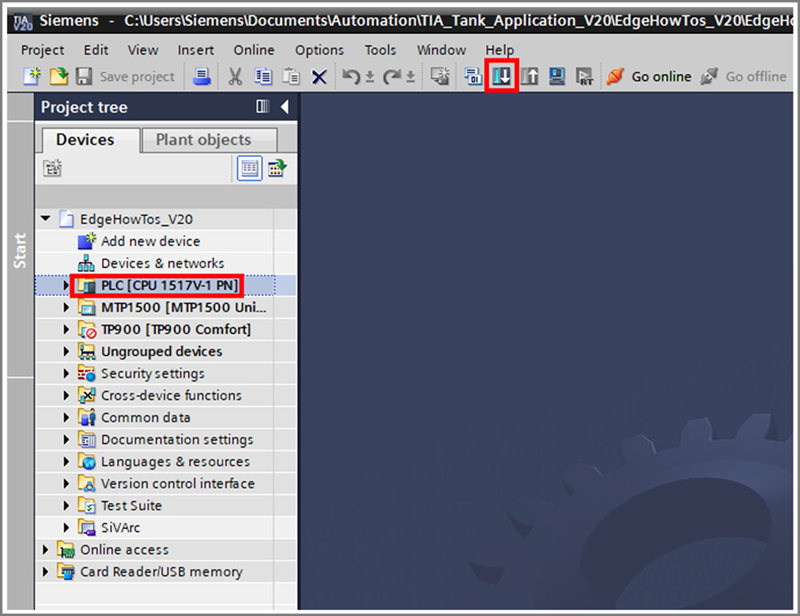 TIA V20 Siemens - C:\Users\Siemens\Documents\Automation\TIA_Tank_Application_V20\EdgeHowTos_V20\EdgeHo
Project Edit View Insert Online Options Tools Window Help
Save project RT Go online Go offline
Project tree
Devices Plant objects
Start
EdgeHowTos_V20
Add new device
Devices & networks
PLC [CPU 1517V-1 PN]
MTP1500 [MTP1500 Uni...
TP900 [TP900 Comfort]
Ungrouped devices
Security settings
Cross-device functions
Common data
Documentation settings
Languages & resources
Version control interface
Test Suite
SiVArc
Online access
Card Reader/USB memory